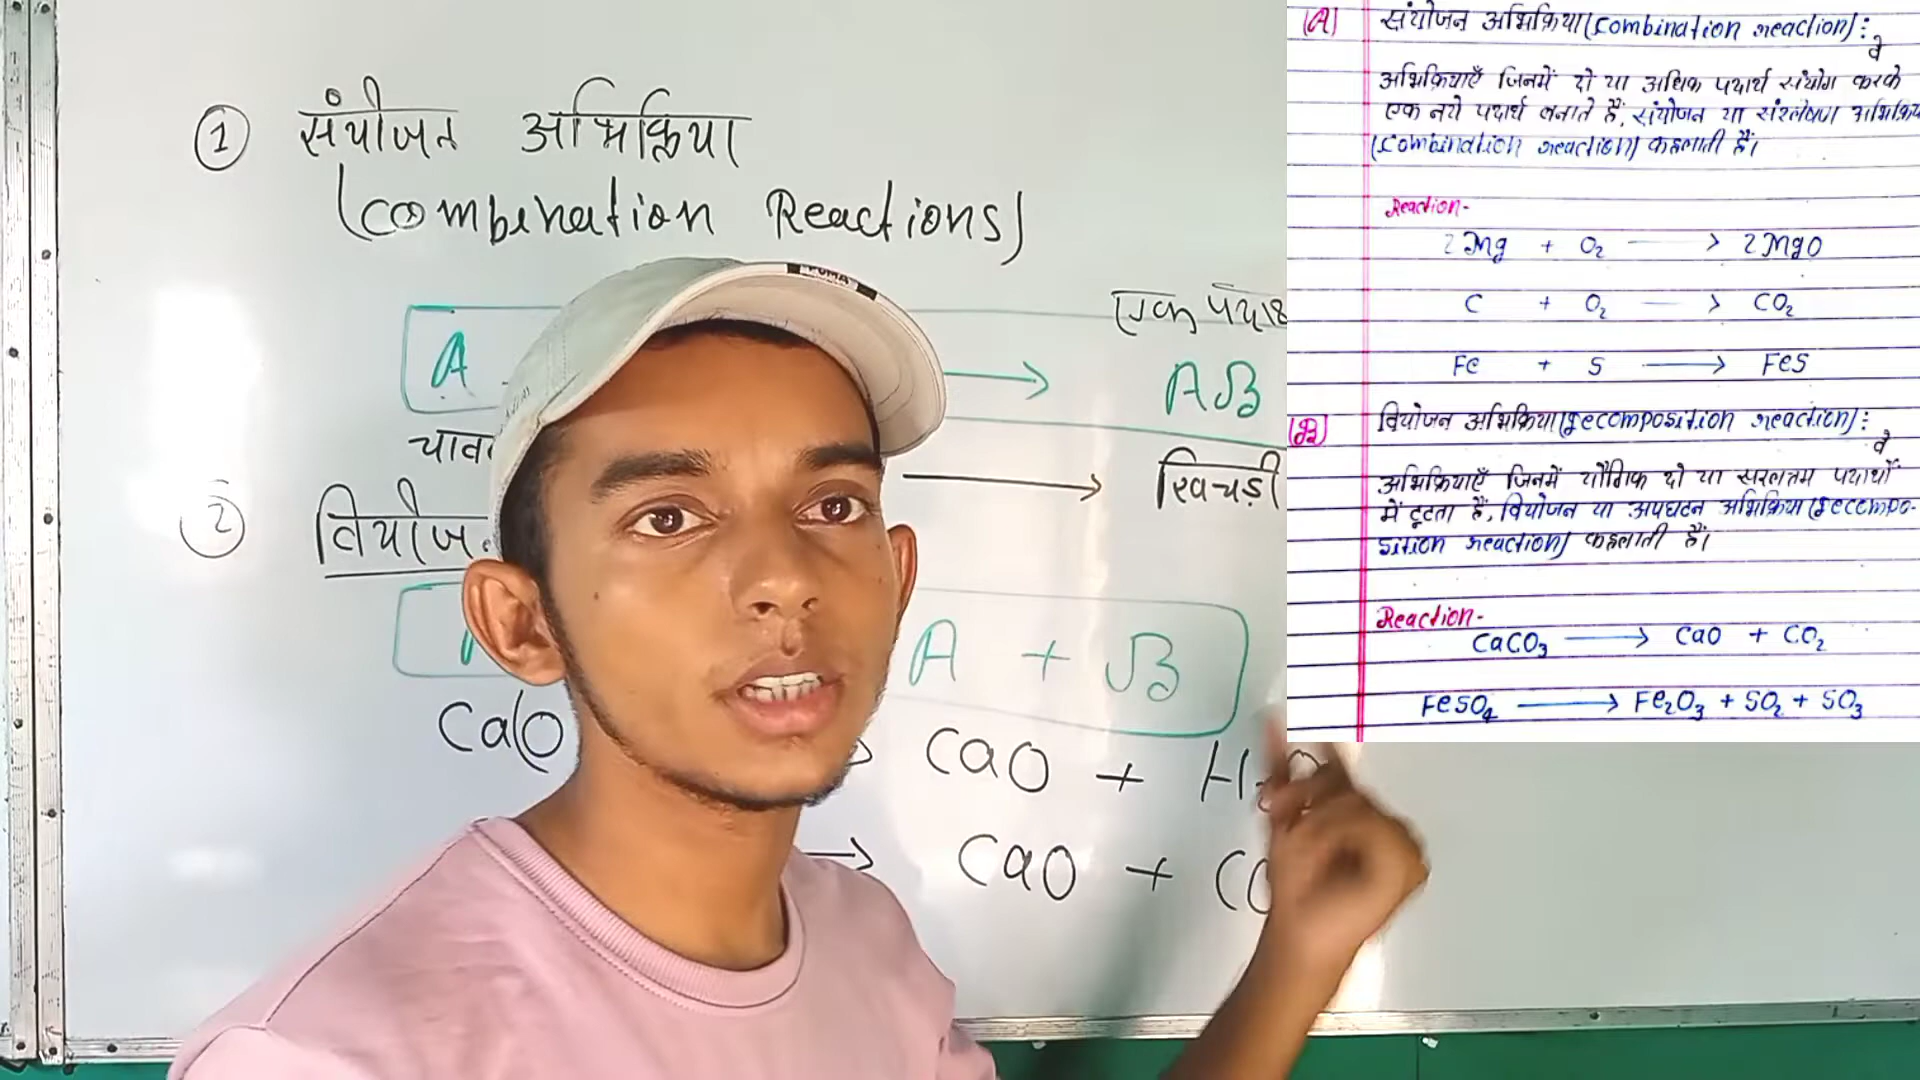 ① संयोजन अभिक्रिया
(Combination Reactions)
एक पदार्थ
A → AB
→ खिचड़ी
②
A + B
CaO + H₂O
→ CaO +
PUMA
(A) संयोजन अभिक्रिया (Combination reaction) : वे
अभिक्रियाएँ जिनमें दो या अधिक पदार्थ संयोग करके
एक नये पदार्थ बनाते हैं, संयोजन या संश्लेषण
(Combination reaction) कहलाती हैं।
Reaction-
2Mg + O₂ → 2MgO
C + O₂ → CO₂
Fe + S → FeS
(B) वियोजन अभिक्रिया (Decomposition reaction) : वे
अभिक्रियाएँ जिनमें यौगिक दो या सरलतम पदार्थों
में टूटता है, वियोजन या अपघटन अभिक्रिया (Decompo-
sition reaction) कहलाती हैं।
Reaction-
CaCO₃ → CaO + CO₂
FeSO₄ → Fe₂O₃ + SO₂ + SO₃